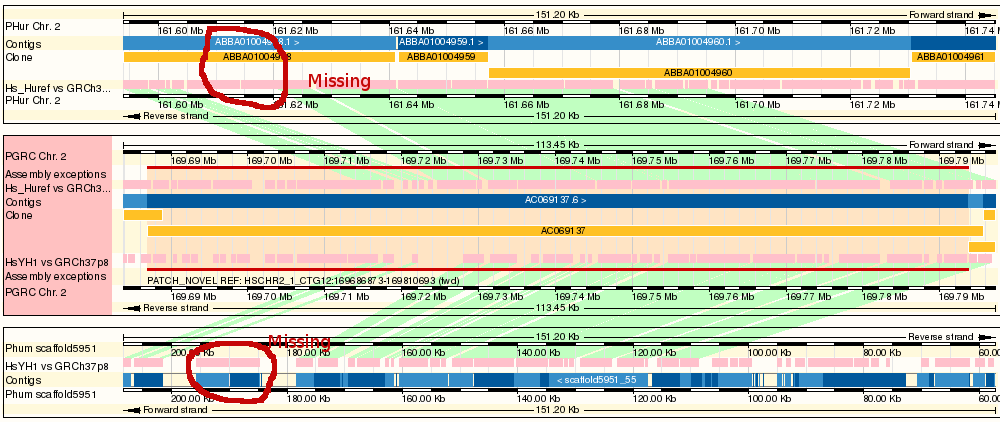 151.20 Kb Forward strand
PHur Chr. 2
161.60 Mb 161.62 Mb 161.64 Mb 161.66 Mb 161.68 Mb 161.70 Mb 161.72 Mb 161.74 M
Contigs ABBA01004958.1 > ABBA01004959.1 > ABBA01004960.1 >
Clone ABBA01004958 ABBA01004959 ABBA01004961
ABBA01004960
Missing
Hs_Huref vs GRCh3...
PHur Chr. 2 161.60 Mb 161.62 Mb 161.64 Mb 161.66 Mb 161.68 Mb 161.70 Mb 161.72 Mb 161.74 M
Reverse strand 151.20 Kb
113.45 Kb Forward strand
PGRC Chr. 2 169.69 Mb 169.70 Mb 169.71 Mb 169.72 Mb 169.73 Mb 169.74 Mb 169.75 Mb 169.76 Mb 169.77 Mb 169.78 Mb 169.79 Mb
Assembly exceptions
Hs_Huref vs GRCh3...
Contigs AC069137.6 >
Clone
AC069137
HsYH1 vs GRCh37p8
Assembly exceptions
PATCH_NOVEL REF: HSCHR2_1_CTG12:169686873-169810693 (fwd)
PGRC Chr. 2 169.69 Mb 169.70 Mb 169.71 Mb 169.72 Mb 169.73 Mb 169.74 Mb 169.75 Mb 169.76 Mb 169.77 Mb 169.78 Mb 169.79 Mb
Reverse strand 113.45 Kb
151.20 Kb Reverse strand
Missing
Phum scaffold5951
200.00 Kb 180.00 Kb 160.00 Kb 140.00 Kb 120.00 Kb 100.00 Kb 80.00 Kb 60.00
HsYH1 vs GRCh37p8
Contigs < scaffold5951_55
Phum scaffold5951 200.00 Kb 180.00 Kb 160.00 Kb 140.00 Kb 120.00 Kb 100.00 Kb 80.00 Kb 60.00
Forward strand 151.20 Kb